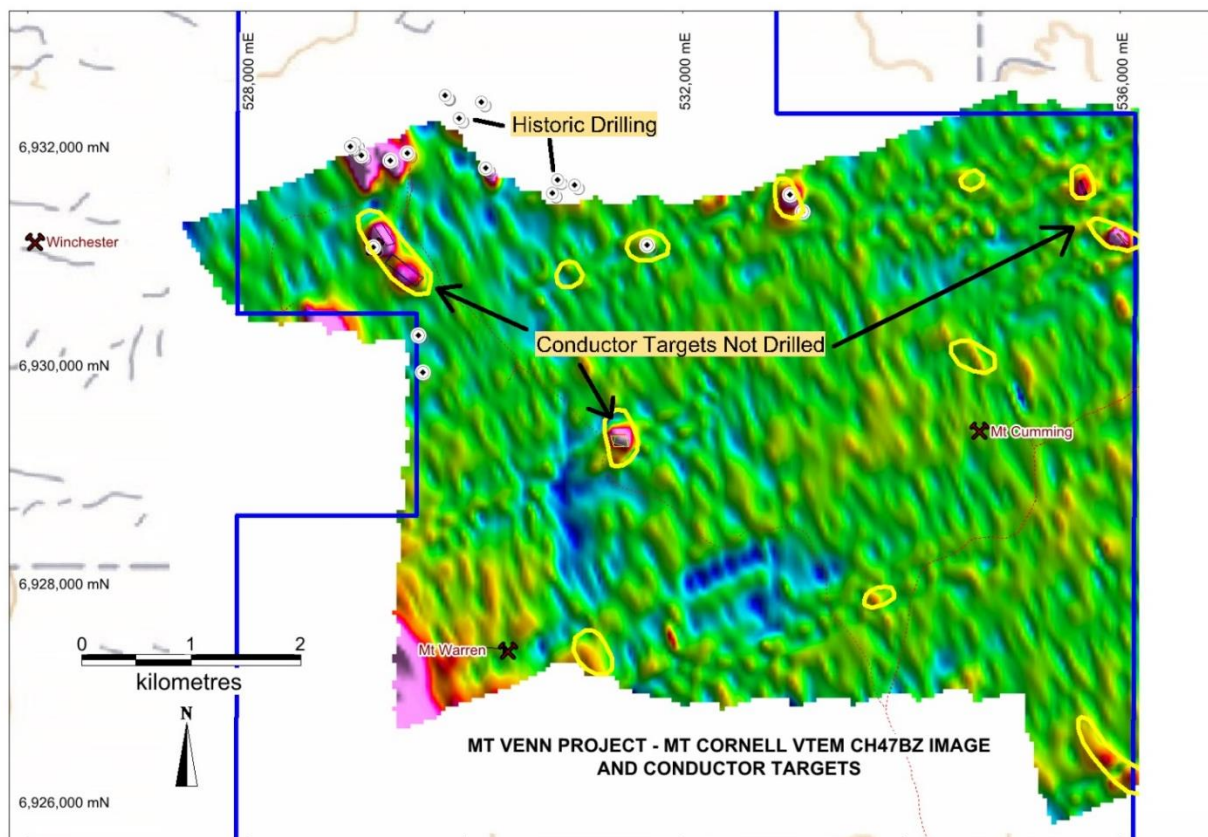 528,000 mE
532,000 mE
536,000 mE
Historic Drilling
6,932,000 mN
Winchester
Conductor Targets Not Drilled
6,930,000 mN
Mt Cumming
6,928,000 mN
0 1 2
kilometres
Mt Warren
N
MT VENN PROJECT - MT CORNELL VTEM CH47BZ IMAGE
AND CONDUCTOR TARGETS
6,926,000 mN